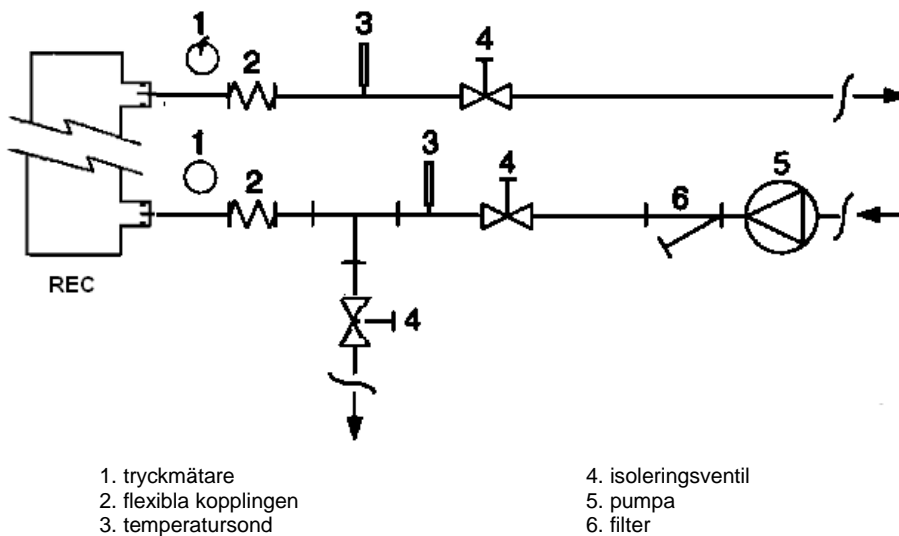 1
2
3
4
1
2
3
4
6
5
REC
4
1. tryckmätare
2. flexibla kopplingen
3. temperatursond
4. isoleringsventil
5. pumpa
6. filter